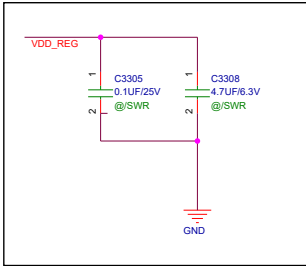 VDD_REG
1
C3305
0.1UF/25V
2
@/SWR
1
C3308
4.7UF/6.3V
2
@/SWR
GND